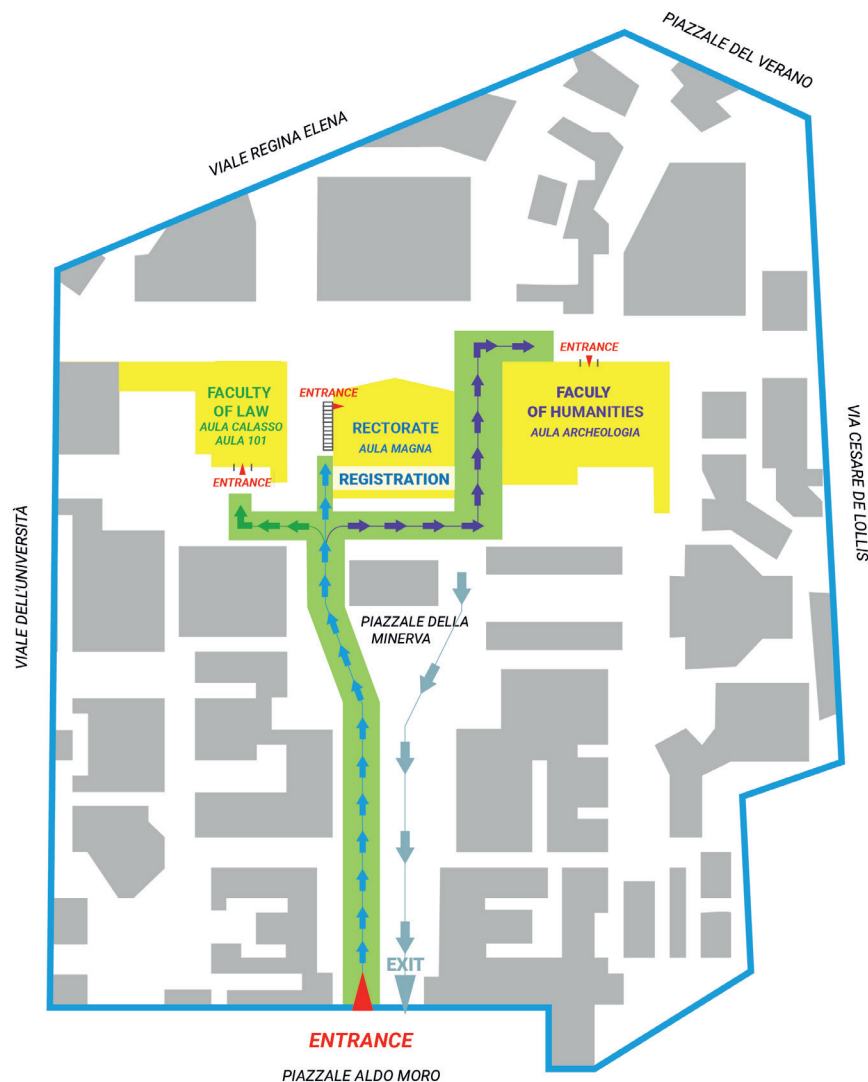 PIAZZALE DEL VERANO
VIALE REGINA ELENA
ENTRANCE
FACULTY
OF LAW
AULA CALASSO
AULA 101
ENTRANCE
ENTRANCE
RECTORATE
AULA MAGNA
REGISTRATION
FACULY
OF HUMANITIES
AULA ARCHEOLOGIA
VIA CESARE DE LOLLÌS
VIALE DELL'UNIVERSITÀ
PIAZZALE DELLA
MINERVA
EXIT
ENTRANCE
PIAZZALE ALDO MORO